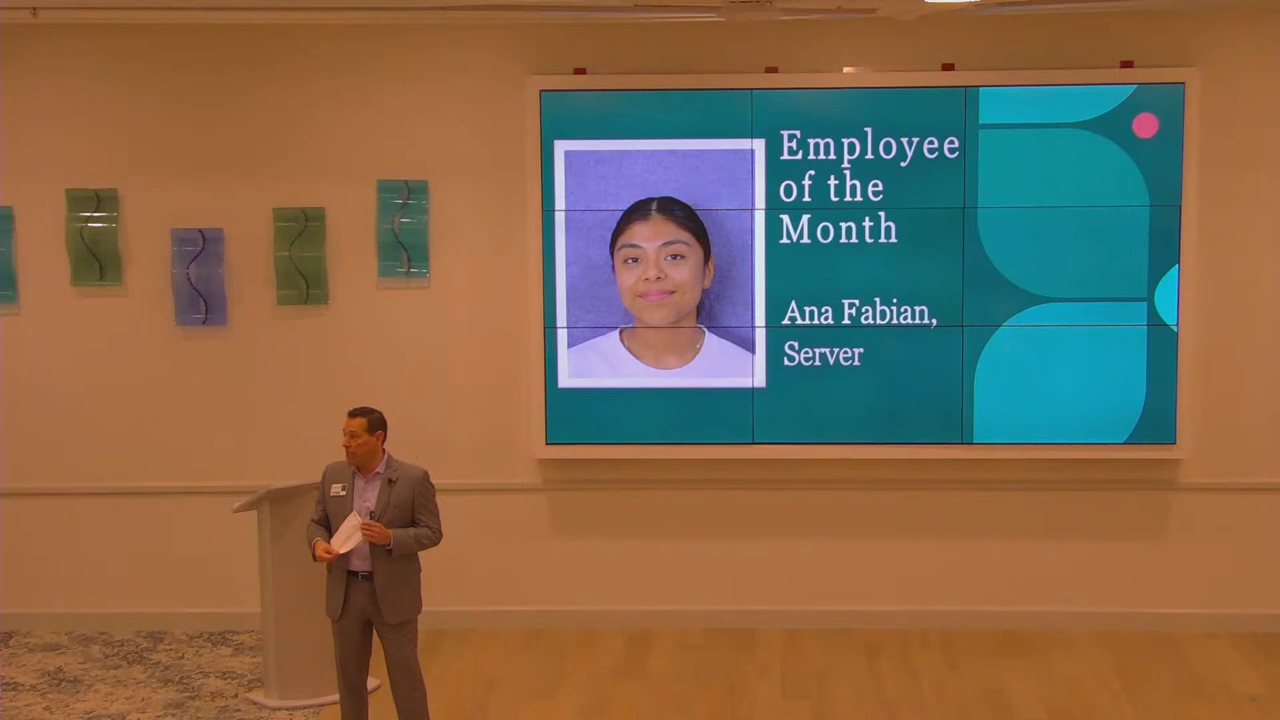 Employee
of the
Month
Ana Fabian,
Server